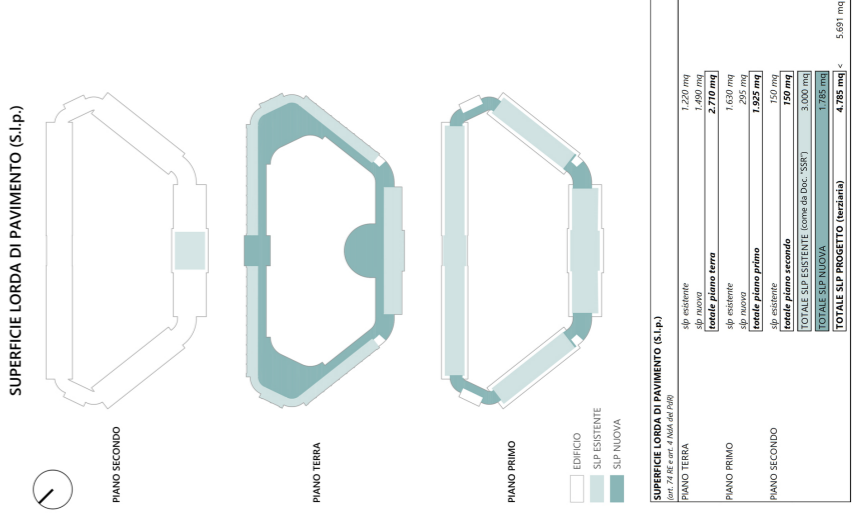 SUPERFICIE LORDA DI PAVIMENTO (S.l.p.)
PIANO SECONDO
PIANO TERRA
PIANO PRIMO
EDIFICIO
SLP ESISTENTE
SLP NUOVA
SUPERFICIE LORDA DI PAVIMENTO (S.l.p.)
(art. 74 RE e art. 4 NdA del PdR)
PIANO TERRA slp esistente 1.220 mq
slp nuova 1.490 mq
totale piano terra 2.710 mq
PIANO PRIMO slp esistente 1.630 mq
slp nuova 295 mq
totale piano primo 1.925 mq
PIANO SECONDO slp esistente 150 mq
totale piano secondo 150 mq
TOTALE SLP ESISTENTE (come da Doc. "SSR") 3.000 mq
TOTALE SLP NUOVA 1.785 mq
TOTALE SLP PROGETTO (terziaria) 4.785 mq < 5.691 mq